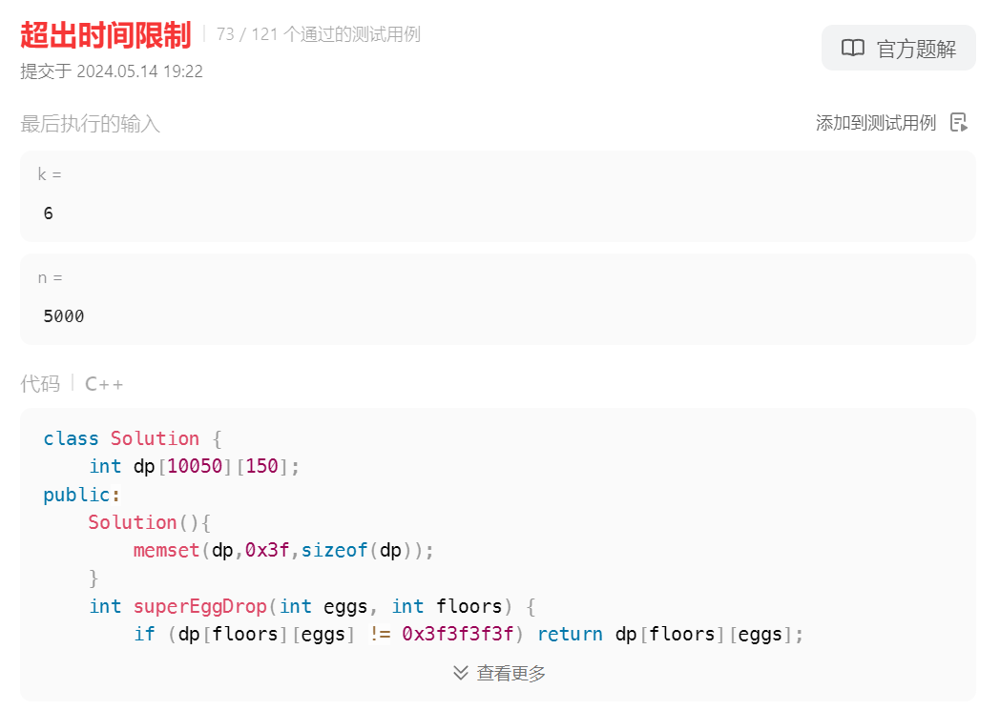 超出时间限制 73 / 121 个通过的测试用例
官方题解
提交于 2024.05.14 19:22
最后执行的输入
添加到测试用例
k =
6
n =
5000
代码 C++
class Solution {
    int dp[10050][150];
public:
    Solution(){
        memset(dp,0x3f,sizeof(dp));
    }
    int superEggDrop(int eggs, int floors) {
        if (dp[floors][eggs] != 0x3f3f3f3f) return dp[floors][eggs];
查看更多